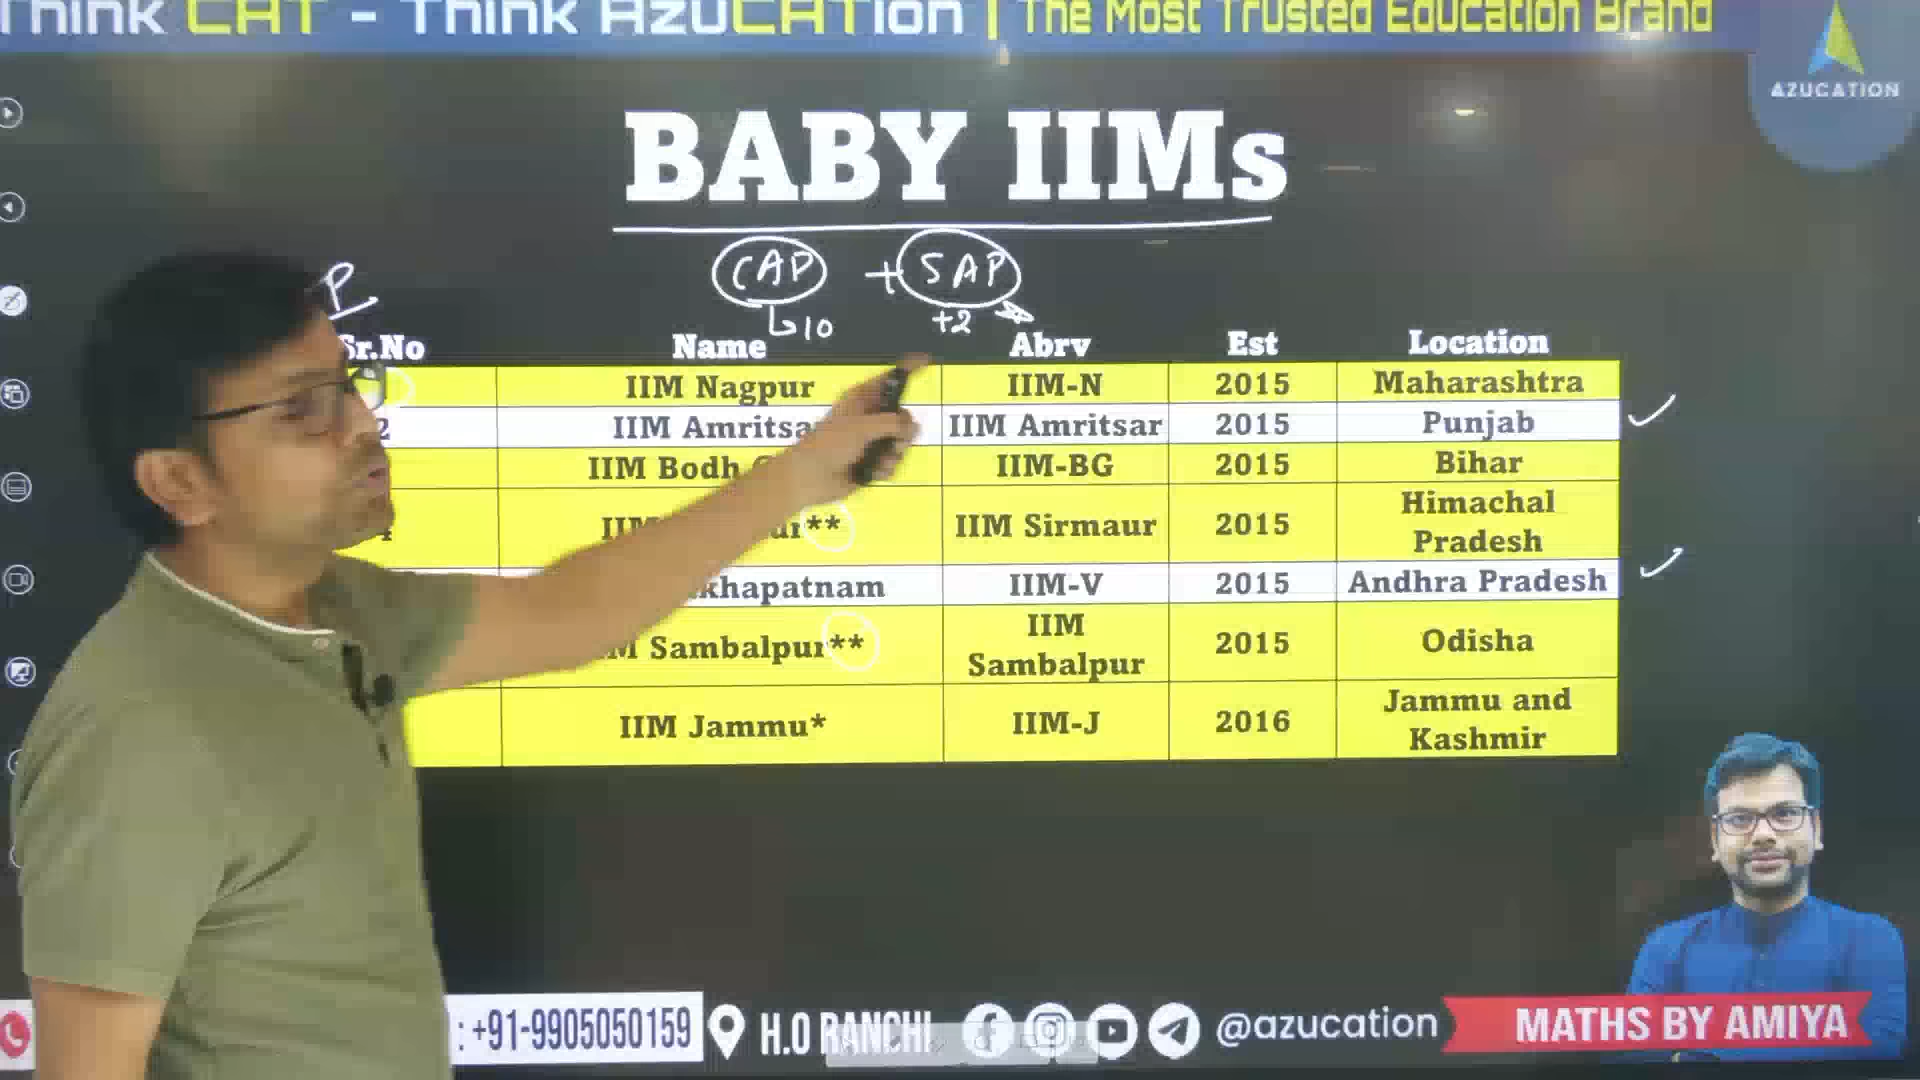 Think CAT - Think AzuCATion | The Most Trusted Education Brand
AZUCATION
BABY IIMs
CAP + SAP
P
↳10 +2
Sr.No Name Abrv Est Location
IIM Nagpur IIM-N 2015 Maharashtra
2 IIM Amritsar IIM Amritsar 2015 Punjab
IIM Bodh IIM-BG 2015 Bihar
4 ** IIM Sirmaur 2015 Himachal Pradesh
khapatnam IIM-V 2015 Andhra Pradesh
M Sambalpur** IIM Sambalpur 2015 Odisha
IIM Jammu* IIM-J 2016 Jammu and Kashmir
: +91-9905050159 H.O RANCHI @azucation MATHS BY AMIYA